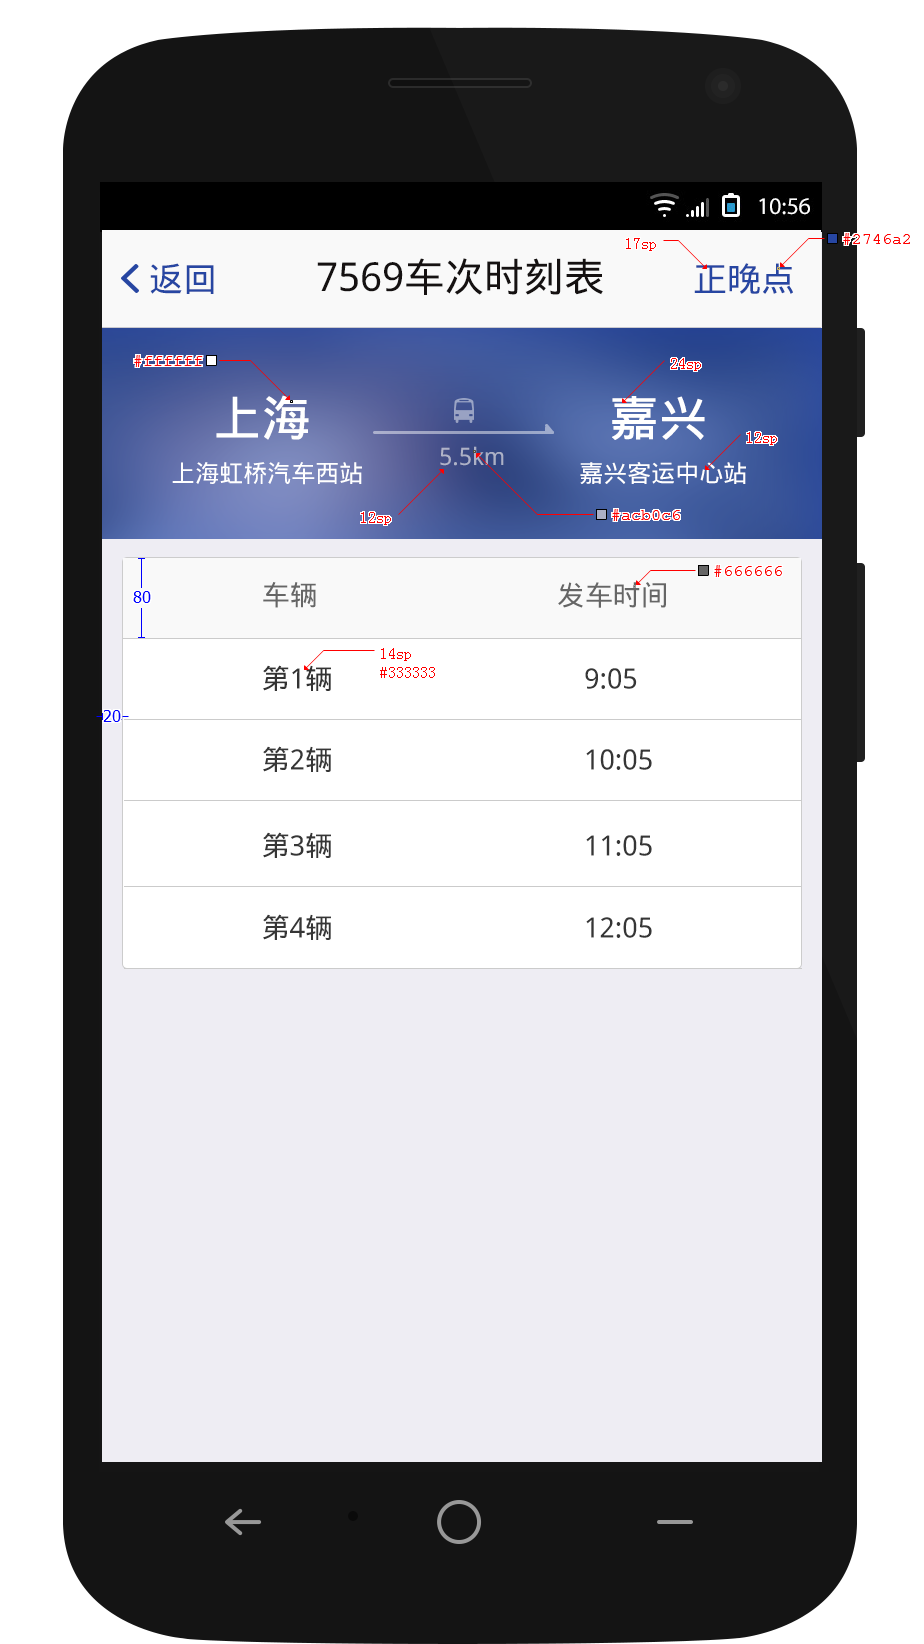 10:56
#2746a2
17sp
返回
7569车次时刻表
正晚点
#ffffff
24sp
上海
嘉兴
12sp
5.5km
上海虹桥汽车西站
嘉兴客运中心站
12sp
#acb0c6
#666666
80
车辆
发车时间
14sp
#333333
第1辆
9:05
20
第2辆
10:05
第3辆
11:05
第4辆
12:05